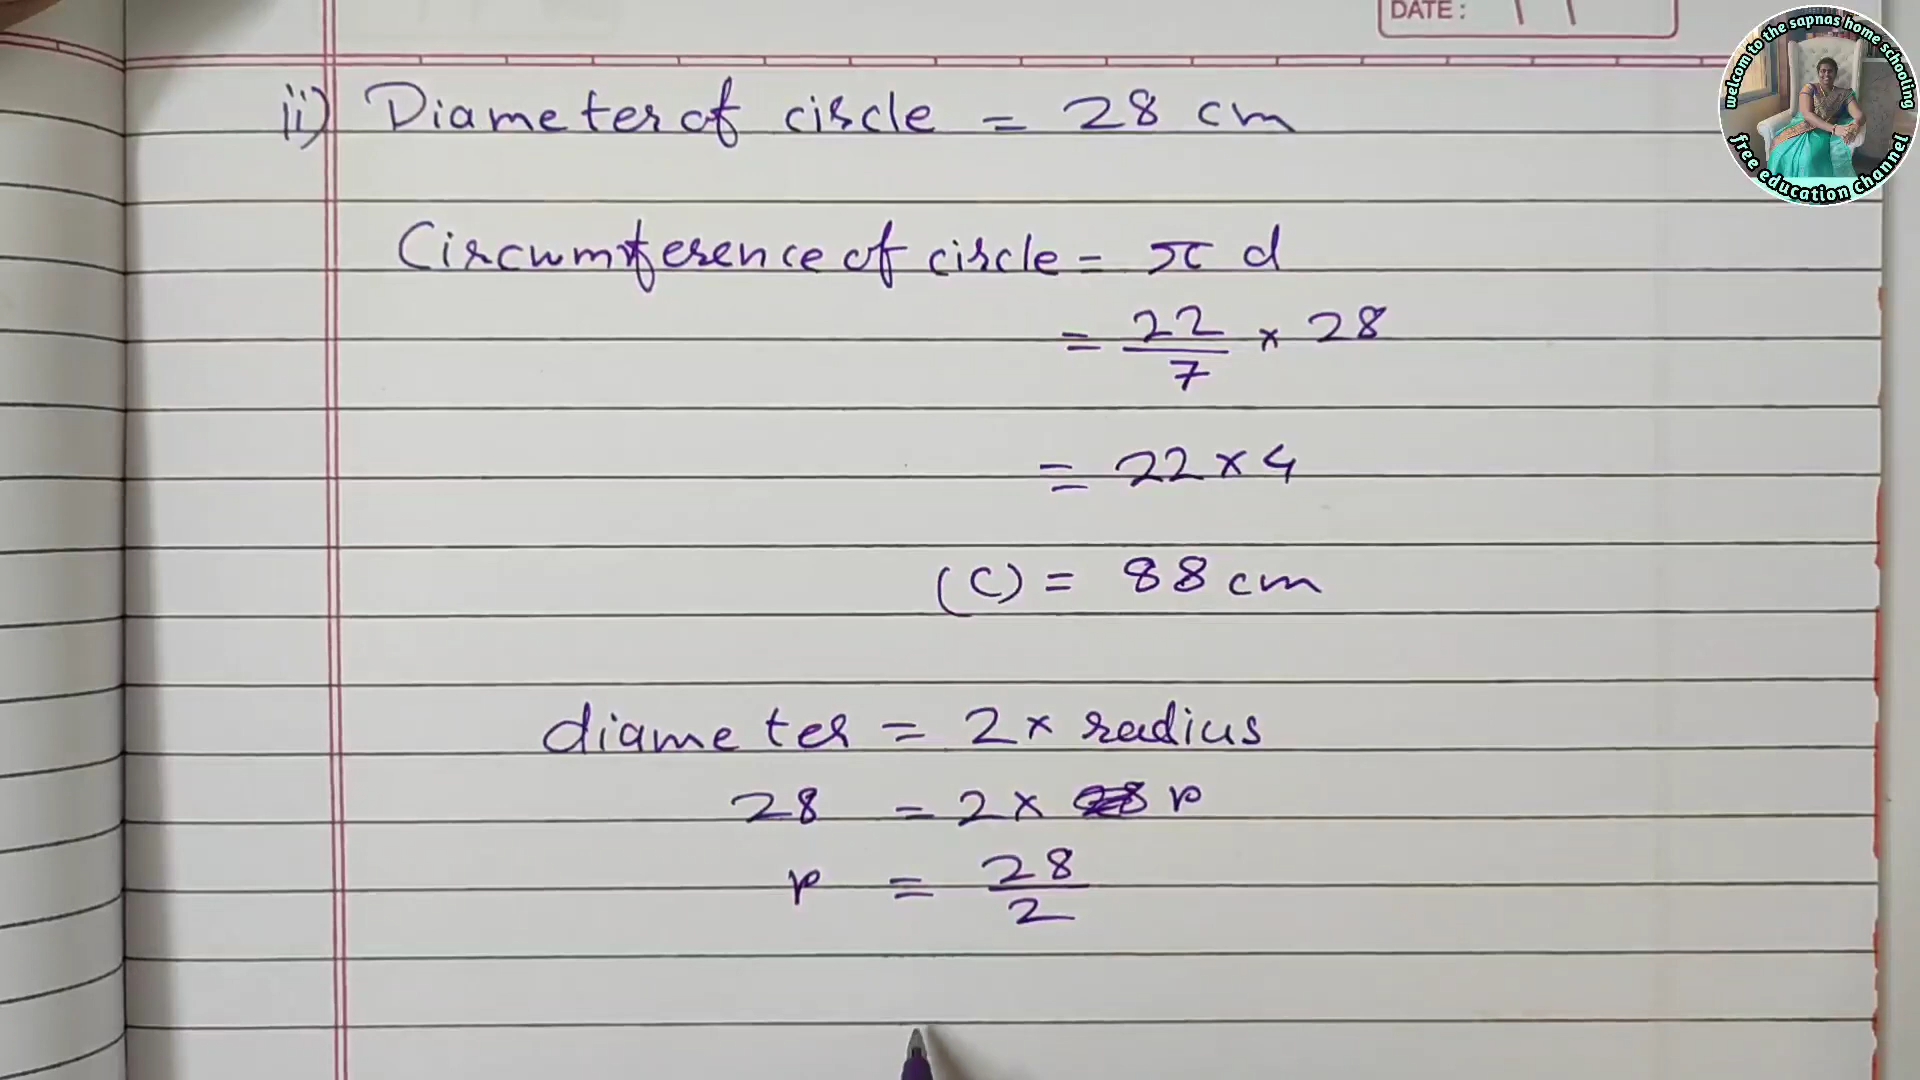 DATE :
welcom to the sapnas home schooling
free education channel
ii) Diameter of circle = 28 cm
Circumference of circle = π d
= 22/7 × 28
= 22 × 4
(C) = 88 cm
diameter = 2 × radius
28 = 2 × r
r = 28/2